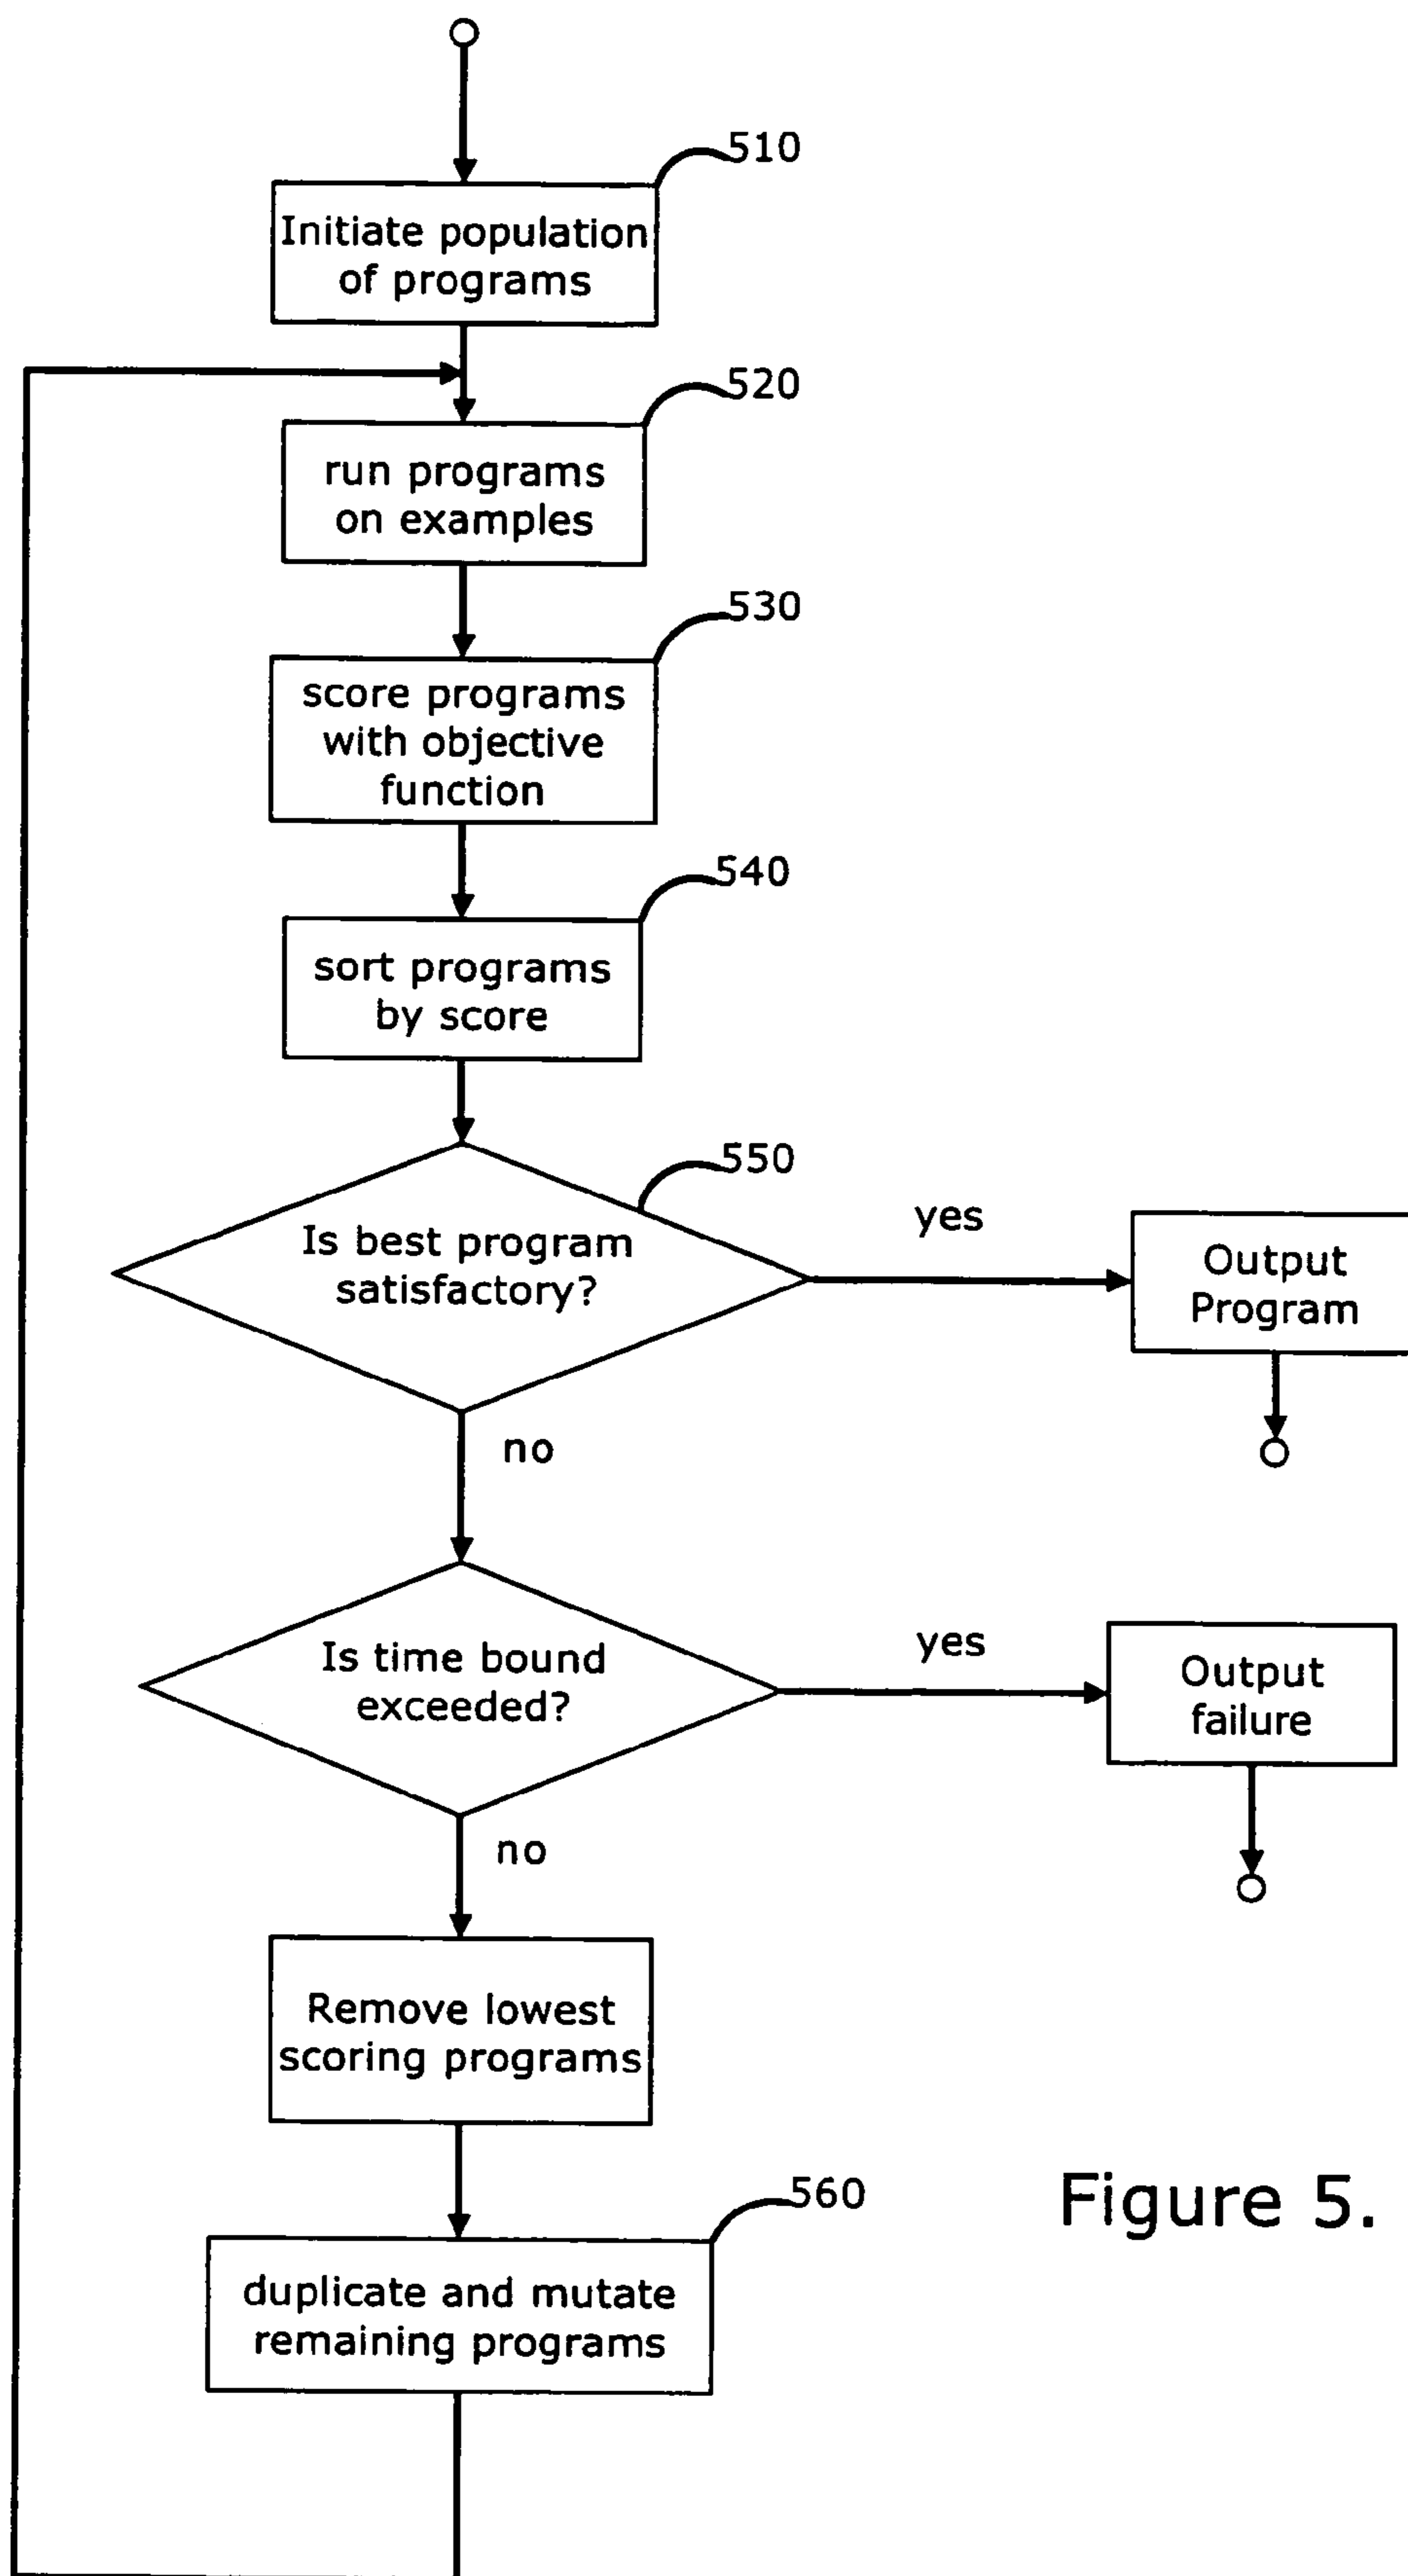 510
Initiate population
of programs
520
run programs
on examples
530
score programs
with objective
function
540
sort programs
by score
550
Is best program
satisfactory?
yes
Output
Program
no
Is time bound
exceeded?
yes
Output
failure
no
Remove lowest
scoring programs
560
duplicate and mutate
remaining programs
Figure 5.